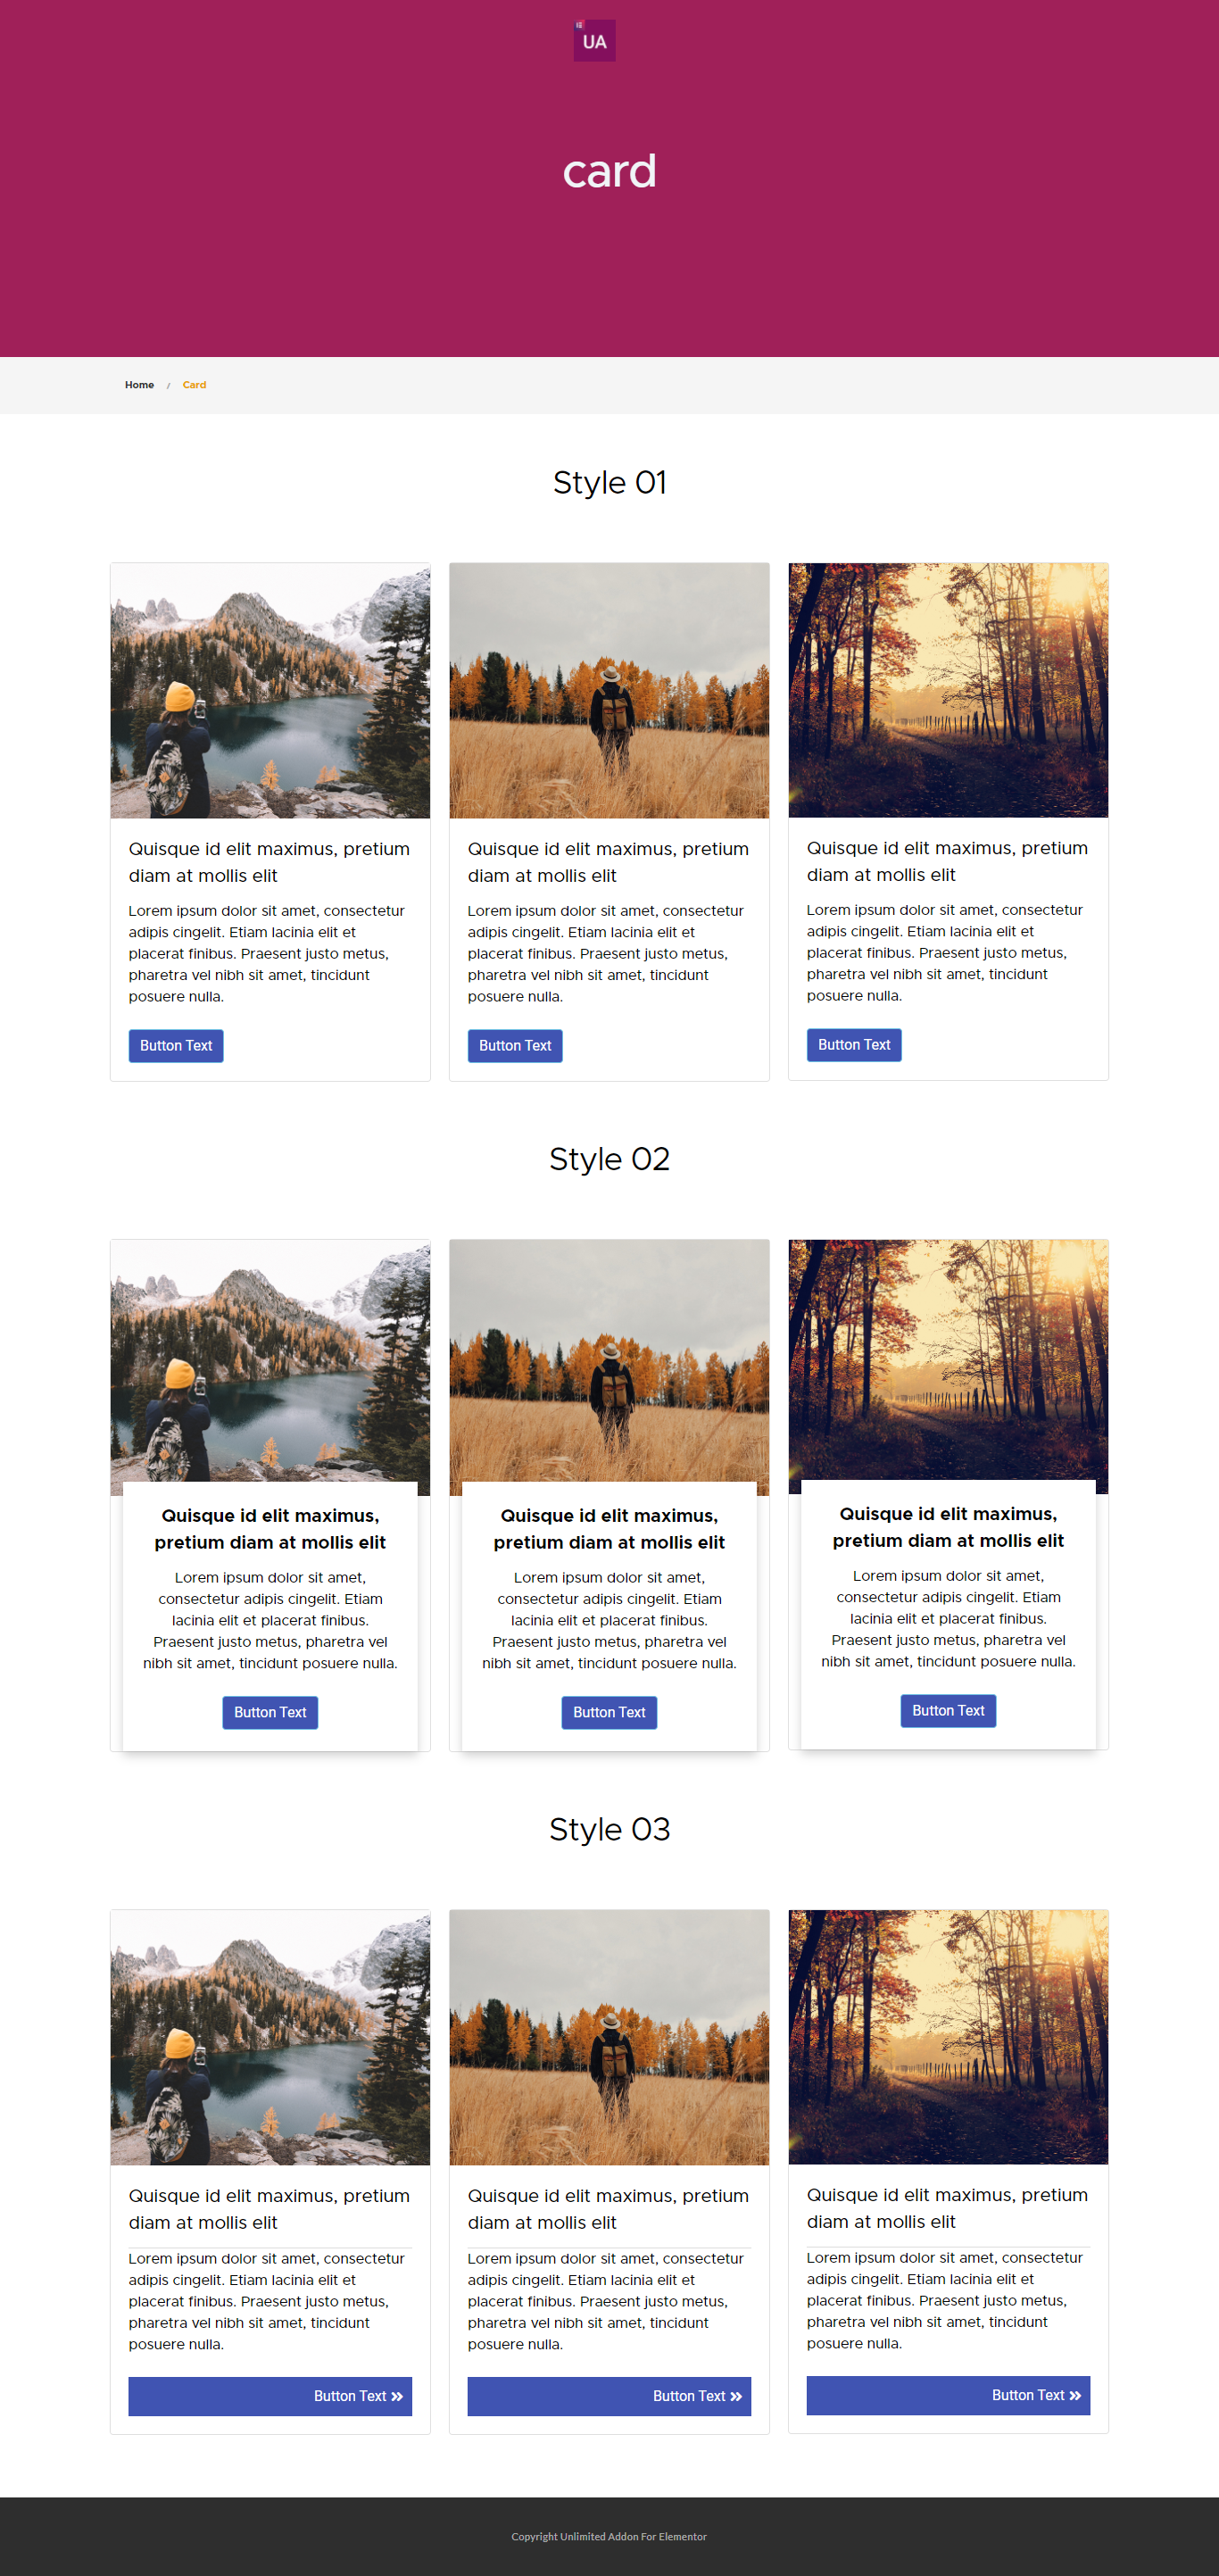 UA
card
Home / Card
Style 01
Quisque id elit maximus, pretium
diam at mollis elit
Lorem ipsum dolor sit amet, consectetur
adipis cingelit. Etiam lacinia elit et
placerat finibus. Praesent justo metus,
pharetra vel nibh sit amet, tincidunt
posuere nulla.
Button Text
Quisque id elit maximus, pretium
diam at mollis elit
Lorem ipsum dolor sit amet, consectetur
adipis cingelit. Etiam lacinia elit et
placerat finibus. Praesent justo metus,
pharetra vel nibh sit amet, tincidunt
posuere nulla.
Button Text
Quisque id elit maximus, pretium
diam at mollis elit
Lorem ipsum dolor sit amet, consectetur
adipis cingelit. Etiam lacinia elit et
placerat finibus. Praesent justo metus,
pharetra vel nibh sit amet, tincidunt
posuere nulla.
Button Text
Style 02
Quisque id elit maximus,
pretium diam at mollis elit
Lorem ipsum dolor sit amet,
consectetur adipis cingelit. Etiam
lacinia elit et placerat finibus.
Praesent justo metus, pharetra vel
nibh sit amet, tincidunt posuere nulla.
Button Text
Quisque id elit maximus,
pretium diam at mollis elit
Lorem ipsum dolor sit amet,
consectetur adipis cingelit. Etiam
lacinia elit et placerat finibus.
Praesent justo metus, pharetra vel
nibh sit amet, tincidunt posuere nulla.
Button Text
Quisque id elit maximus,
pretium diam at mollis elit
Lorem ipsum dolor sit amet,
consectetur adipis cingelit. Etiam
lacinia elit et placerat finibus.
Praesent justo metus, pharetra vel
nibh sit amet, tincidunt posuere nulla.
Button Text
Style 03
Quisque id elit maximus, pretium
diam at mollis elit
Lorem ipsum dolor sit amet, consectetur
adipis cingelit. Etiam lacinia elit et
placerat finibus. Praesent justo metus,
pharetra vel nibh sit amet, tincidunt
posuere nulla.
Button Text »
Quisque id elit maximus, pretium
diam at mollis elit
Lorem ipsum dolor sit amet, consectetur
adipis cingelit. Etiam lacinia elit et
placerat finibus. Praesent justo metus,
pharetra vel nibh sit amet, tincidunt
posuere nulla.
Button Text »
Quisque id elit maximus, pretium
diam at mollis elit
Lorem ipsum dolor sit amet, consectetur
adipis cingelit. Etiam lacinia elit et
placerat finibus. Praesent justo metus,
pharetra vel nibh sit amet, tincidunt
posuere nulla.
Button Text »
Copyright Unlimited Addon For Elementor